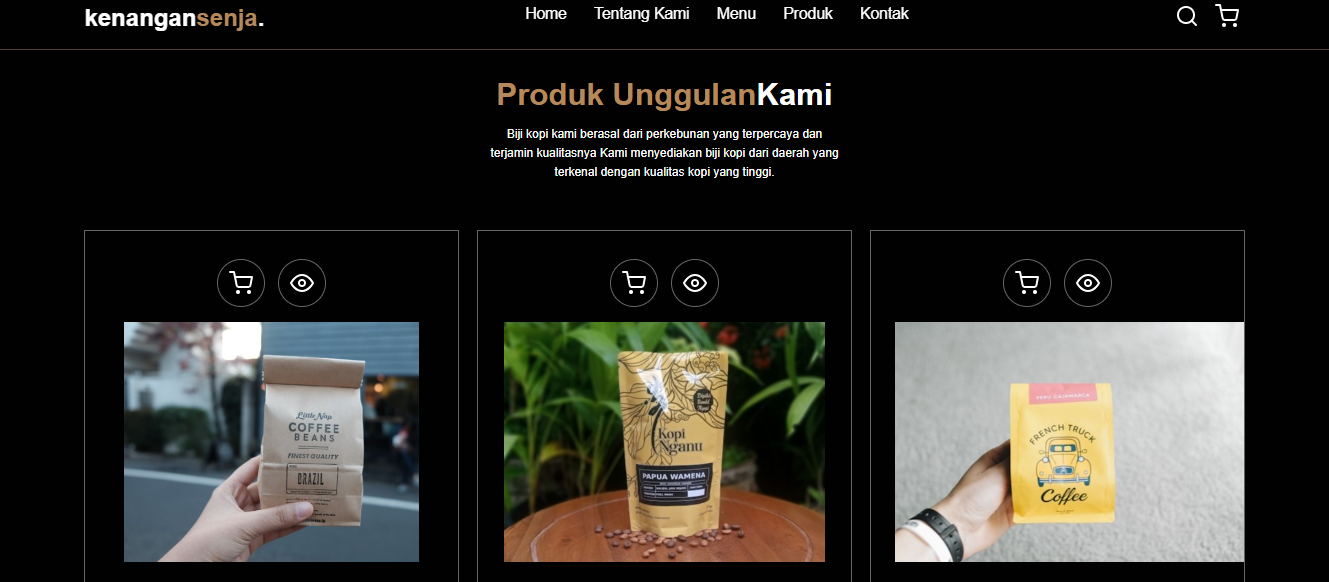 kenangansenja.
Home Tentang Kami Menu Produk Kontak
Produk UnggulanKami
Biji kopi kami berasal dari perkebunan yang terpercaya dan
terjamin kualitasnya Kami menyediakan biji kopi dari daerah yang
terkenal dengan kualitas kopi yang tinggi.
Little Nap
COFFEE
BEANS
FINEST QUALITY
BRAZIL
Kopi
Nganu
PAPUA WAMENA
PERU CAJAMARCA
FRENCH TRUCK
Coffee